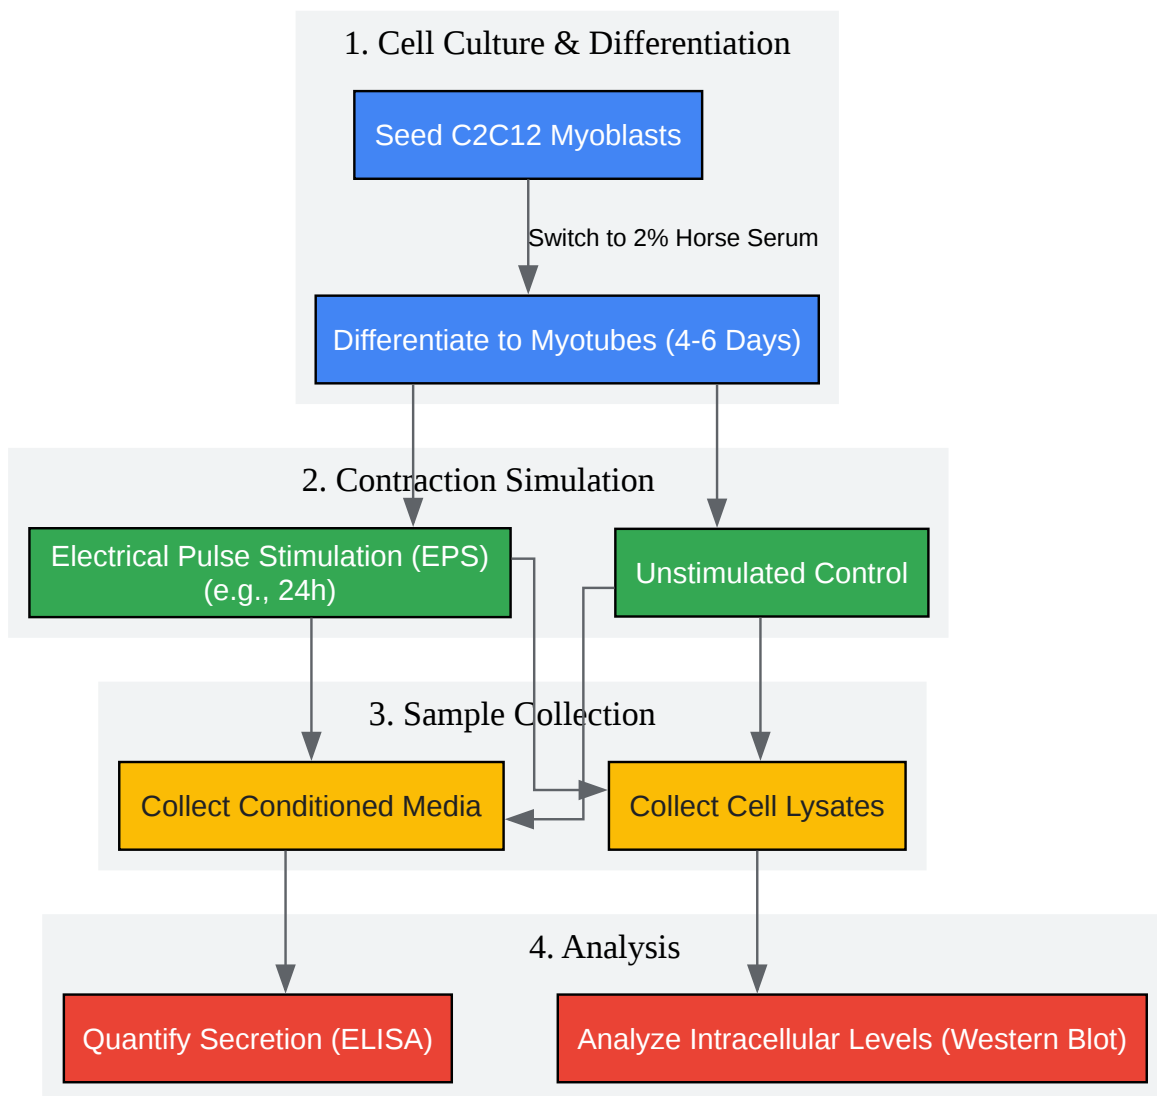 1. Cell Culture & Differentiation
Seed C2C12 Myoblasts
Switch to 2% Horse Serum
Differentiate to Myotubes (4-6 Days)
2. Contraction Simulation
Electrical Pulse Stimulation (EPS)
(e.g., 24h)
Unstimulated Control
3. Sample Collection
Collect Conditioned Media
Collect Cell Lysates
4. Analysis
Quantify Secretion (ELISA)
Analyze Intracellular Levels (Western Blot)